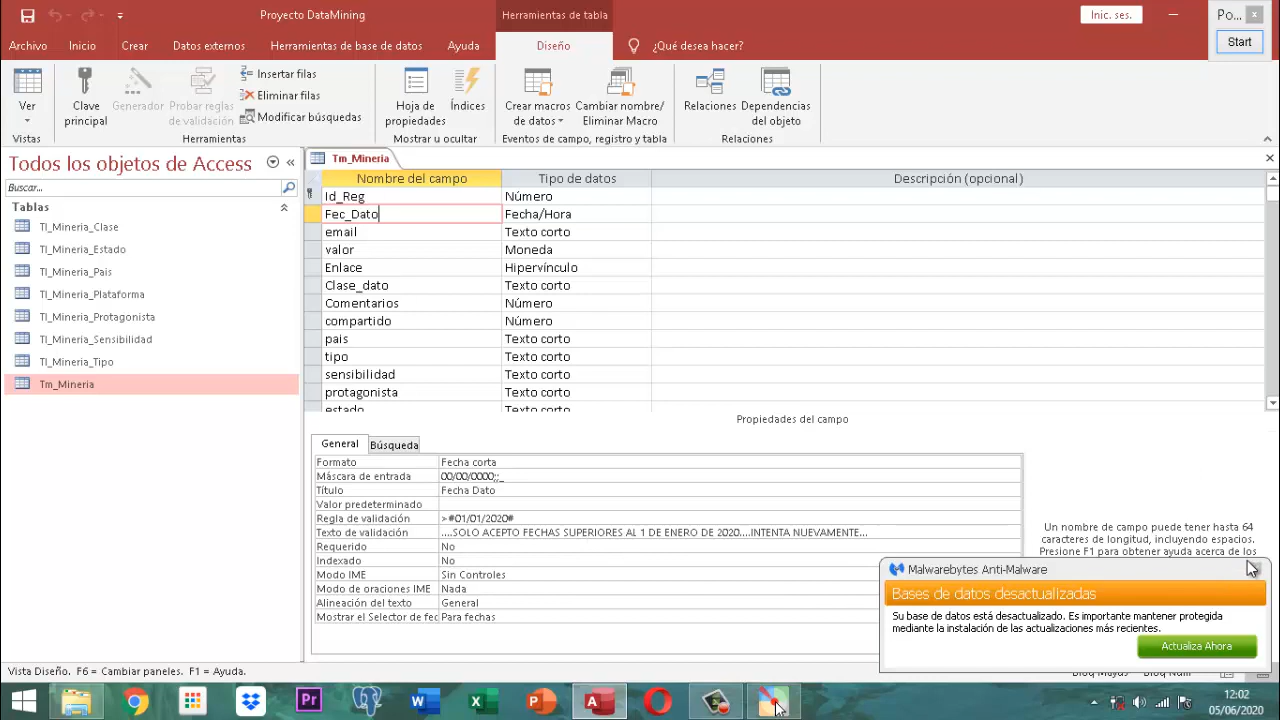 Proyecto DataMining
Herramientas de tabla
Inic. ses.
Po...
Archivo
Inicio
Crear
Datos externos
Herramientas de base de datos
Ayuda
Diseño
¿Qué desea hacer?
Start
Ver
Clave principal
Generador
Probar reglas de validación
Insertar filas
Eliminar filas
Modificar búsquedas
Hoja de propiedades
Índices
Crear macros de datos
Cambiar nombre/ Eliminar Macro
Relaciones
Dependencias del objeto
Vistas
Herramientas
Mostrar u ocultar
Eventos de campo, registro y tabla
Relaciones
Todos los objetos de Access
Buscar...
Tablas
Tl_Mineria_Clase
Tl_Mineria_Estado
Tl_Mineria_Pais
Tl_Mineria_Plataforma
Tl_Mineria_Protagonista
Tl_Mineria_Sensibilidad
Tl_Mineria_Tipo
Tm_Mineria
Tm_Mineria
Nombre del campo Tipo de datos Descripción (opcional)
Id_Reg Número
Fec_Dato Fecha/Hora
email Texto corto
valor Moneda
Enlace Hipervínculo
Clase_dato Texto corto
Comentarios Número
compartido Número
pais Texto corto
tipo Texto corto
sensibilidad Texto corto
protagonista Texto corto
estado Texto corto
Propiedades del campo
General Búsqueda
Formato Fecha corta
Máscara de entrada 00/00/0000;;_
Título Fecha Dato
Valor predeterminado
Regla de validación >#01/01/2020#
Texto de validación ....SOLO ACEPTO FECHAS SUPERIORES AL 1 DE ENERO DE 2020....INTENTA NUEVAMENTE...
Requerido No
Indexado No
Modo IME Sin Controles
Modo de oraciones IME Nada
Alineación del texto General
Mostrar el Selector de fec Para fechas
Un nombre de campo puede tener hasta 64
caracteres de longitud, incluyendo espacios.
Presione F1 para obtener ayuda acerca de los
Malwarebytes Anti-Malware
Bases de datos desactualizadas
Su base de datos está desactualizado. Es importante mantener protegida
mediante la instalación de las actualizaciones más recientes.
Actualiza Ahora
Vista Diseño. F6 = Cambiar paneles. F1 = Ayuda.
Bloq Mayús Bloq Núm
Pr
12:02
05/06/2020